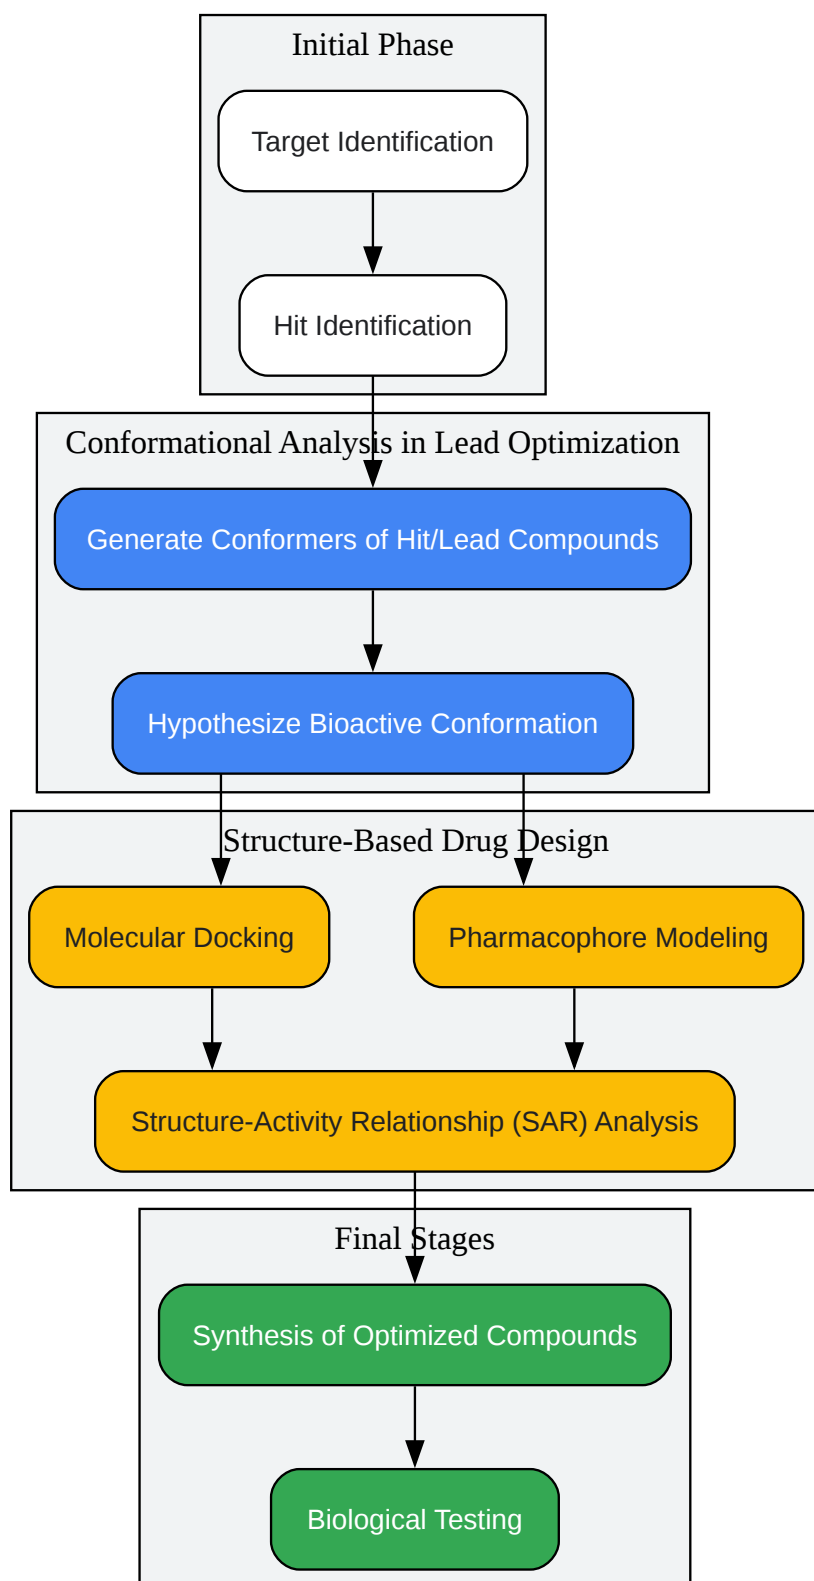 Initial Phase
Target Identification
Hit Identification
Conformational Analysis in Lead Optimization
Generate Conformers of Hit/Lead Compounds
Hypothesize Bioactive Conformation
Structure-Based Drug Design
Molecular Docking
Pharmacophore Modeling
Structure-Activity Relationship (SAR) Analysis
Final Stages
Synthesis of Optimized Compounds
Biological Testing